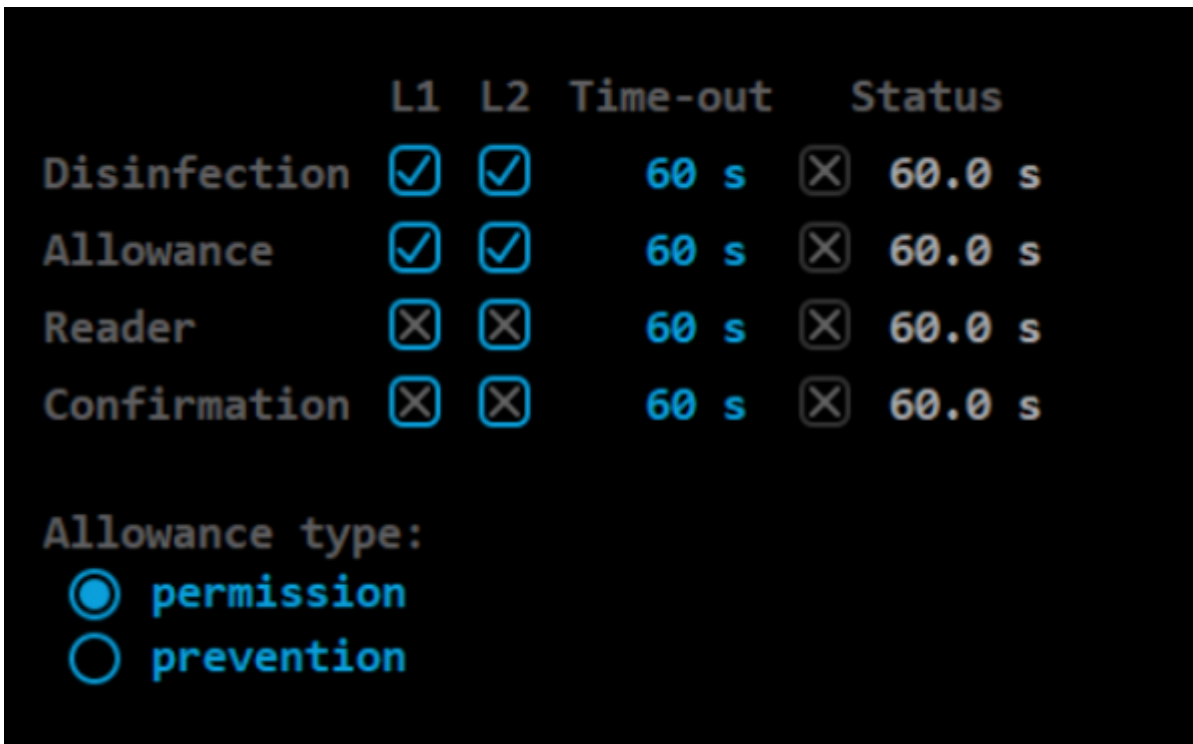 L1 L2 Time-out Status
Disinfection 60 s 60.0 s
Allowance 60 s 60.0 s
Reader 60 s 60.0 s
Confirmation 60 s 60.0 s
Allowance type:
permission
prevention